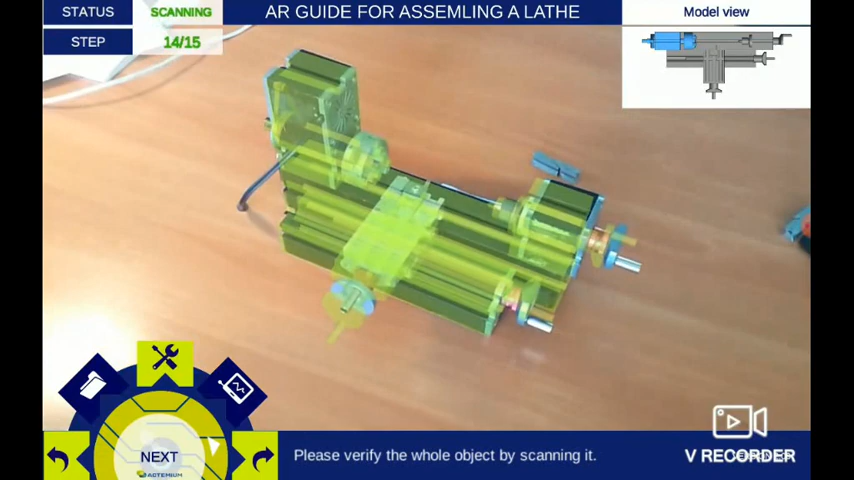 STATUS
SCANNING
AR GUIDE FOR ASSEMLING A LATHE
Model view
STEP
14/15
NEXT
ACTEMIUM
Please verify the whole object by scanning it.
V RECORDER